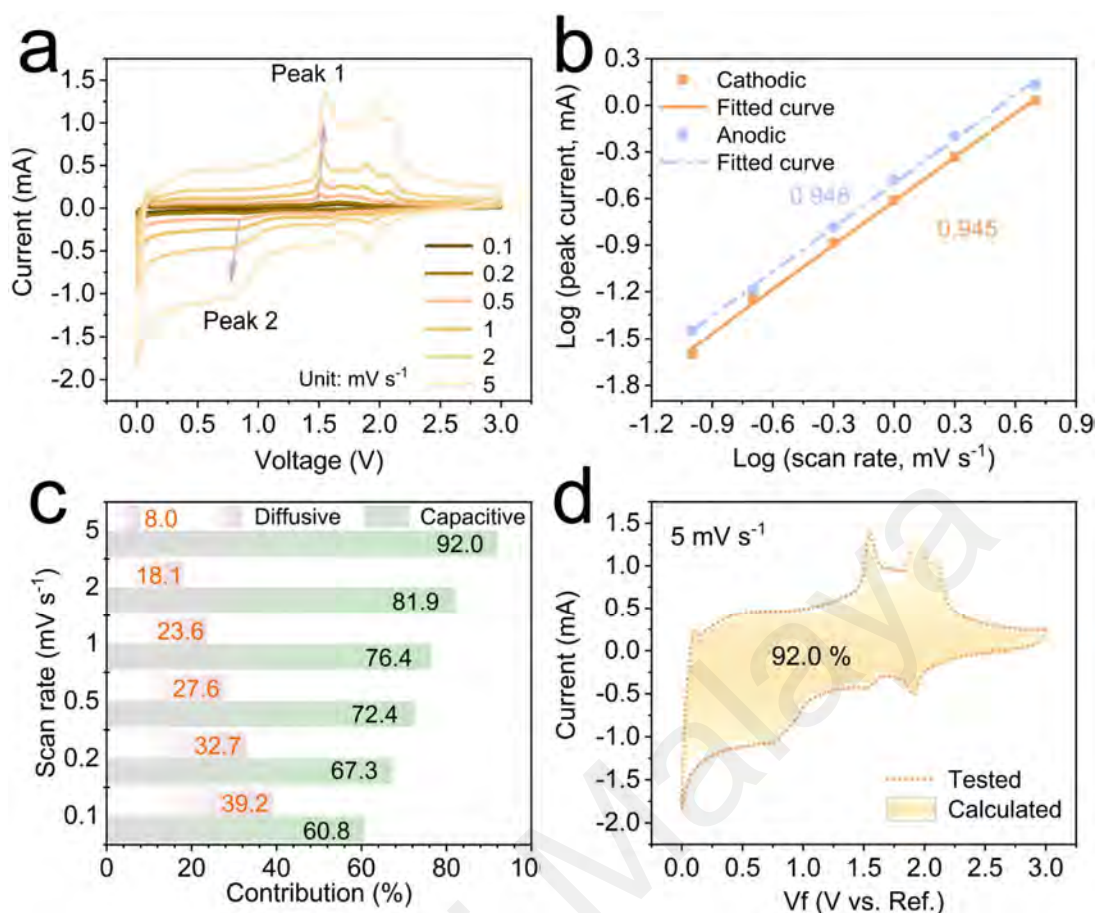 a
Peak 1
Peak 2
Unit: mV s⁻¹
0.1
0.2
0.5
1
2
5
1.5
1.0
0.5
0.0
-0.5
-1.0
-1.5
-2.0
Current (mA)
0.0 0.5 1.0 1.5 2.0 2.5 3.0
Voltage (V)
b
Cathodic
Fitted curve
Anodic
Fitted curve
0.946
0.945
0.3
0.0
-0.3
-0.6
-0.9
-1.2
-1.5
-1.8
Log (peak current, mA)
-1.2 -0.9 -0.6 -0.3 0.0 0.3 0.6 0.9
Log (scan rate, mV s⁻¹)
c
Diffusive Capacitive
8.0
92.0
18.1
81.9
23.6
76.4
27.6
72.4
32.7
67.3
39.2
60.8
5
2
1
0.5
0.2
0.1
Scan rate (mV s⁻¹)
0 20 40 60 80 10
Contribution (%)
d
5 mV s⁻¹
92.0 %
Tested
Calculated
1.5
1.0
0.5
0.0
-0.5
-1.0
-1.5
-2.0
Current (mA)
0.0 0.5 1.0 1.5 2.0 2.5 3.0
Vf (V vs. Ref.)
Malaya